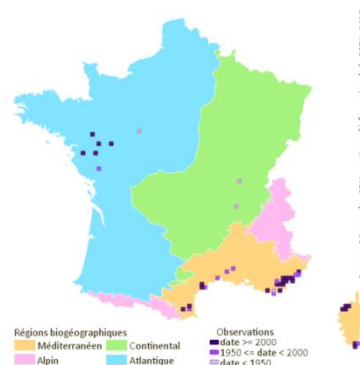 Régions biogéographiques
Méditerranéen
Continental
Alpin
Atlantique
Observations
date >= 2000
1950 <= date < 2000
date < 1950